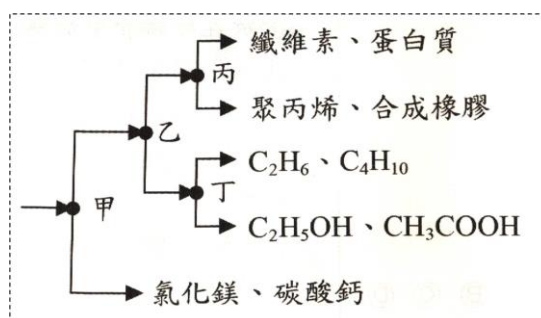 纖維素、蛋白質
丙
聚丙烯、合成橡膠
乙
C₂H₆、C₄H₁₀
丁
甲
C₂H₅OH、CH₃COOH
氯化鎂、碳酸鈣